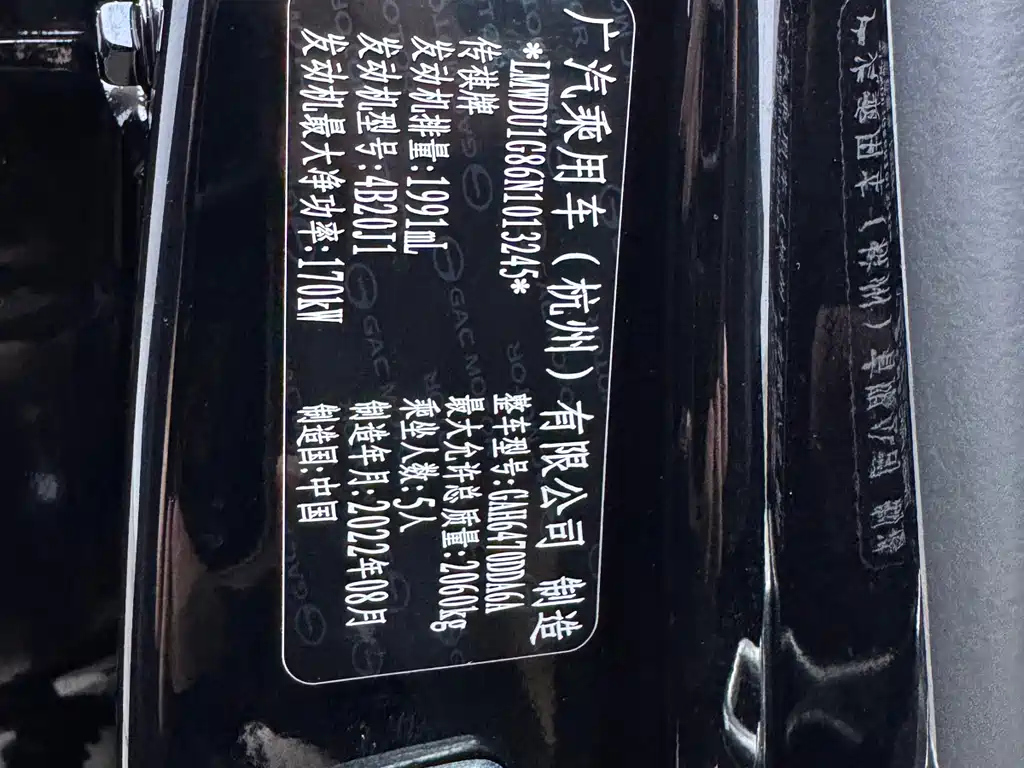 广汽乘用车（杭州）有限公司 制造
*LMWDU1G86N1013245*
整车型号:GAH6470DD16A
传祺牌
最大允许总质量:2060kg
发动机排量:1991mL
乘坐人数:5人
发动机型号:4B20J1
制造年月:2022年08月
发动机最大净功率:170kW
制造国:中国
GAC MOTOR